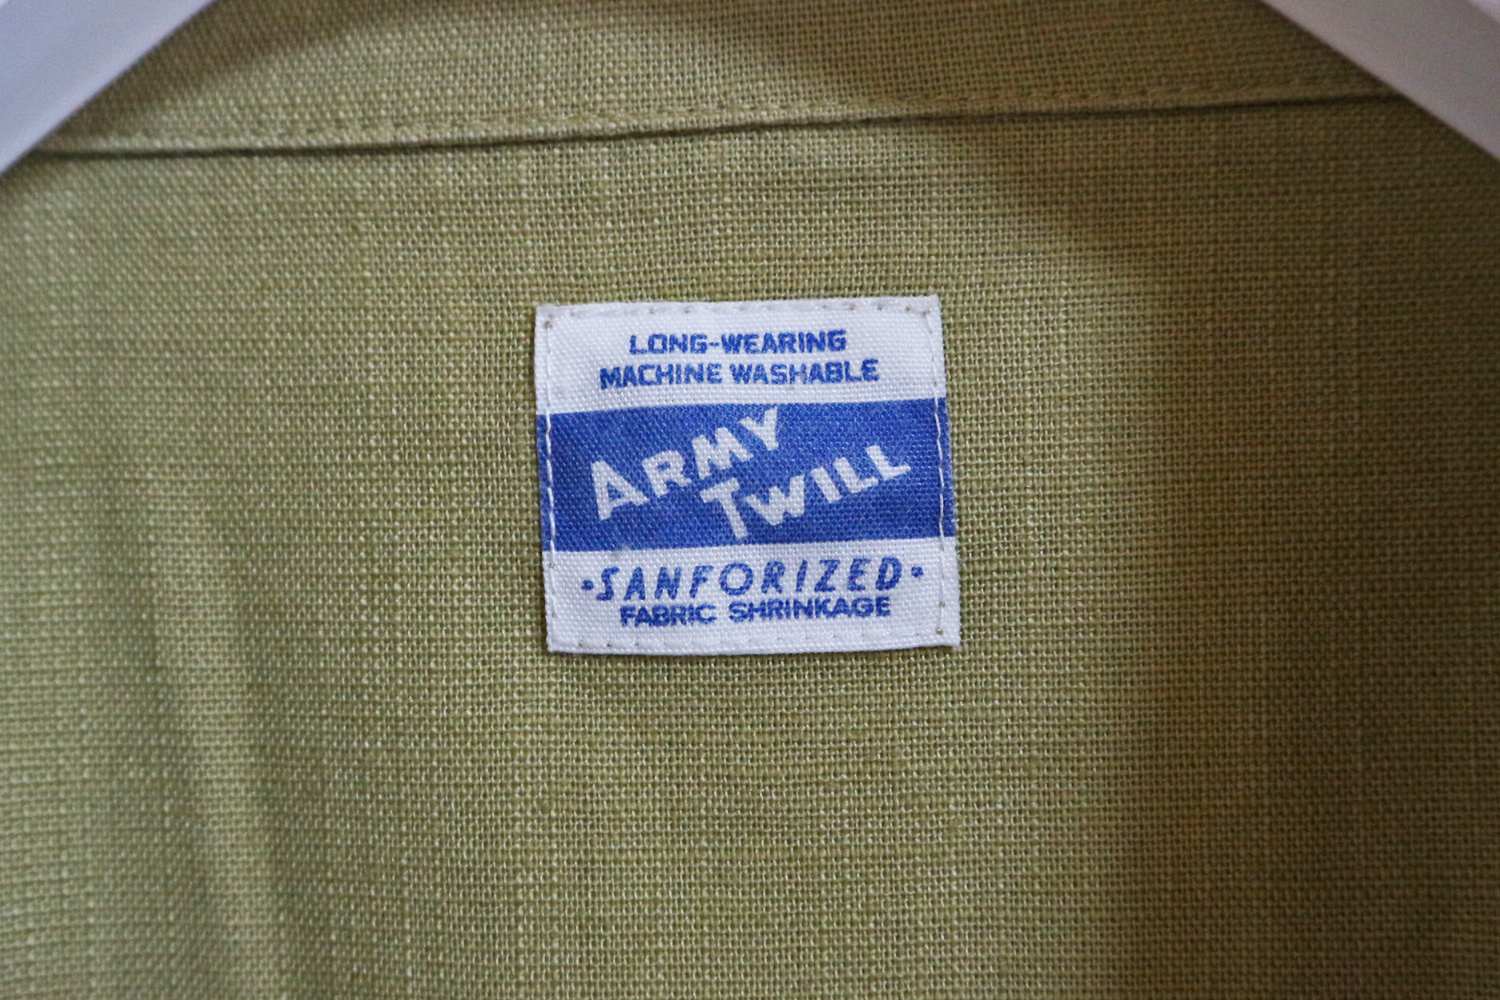 LONG-WEARING
MACHINE WASHABLE
ARMY
TWILL
·SANFORIZED·
FABRIC SHRINKAGE